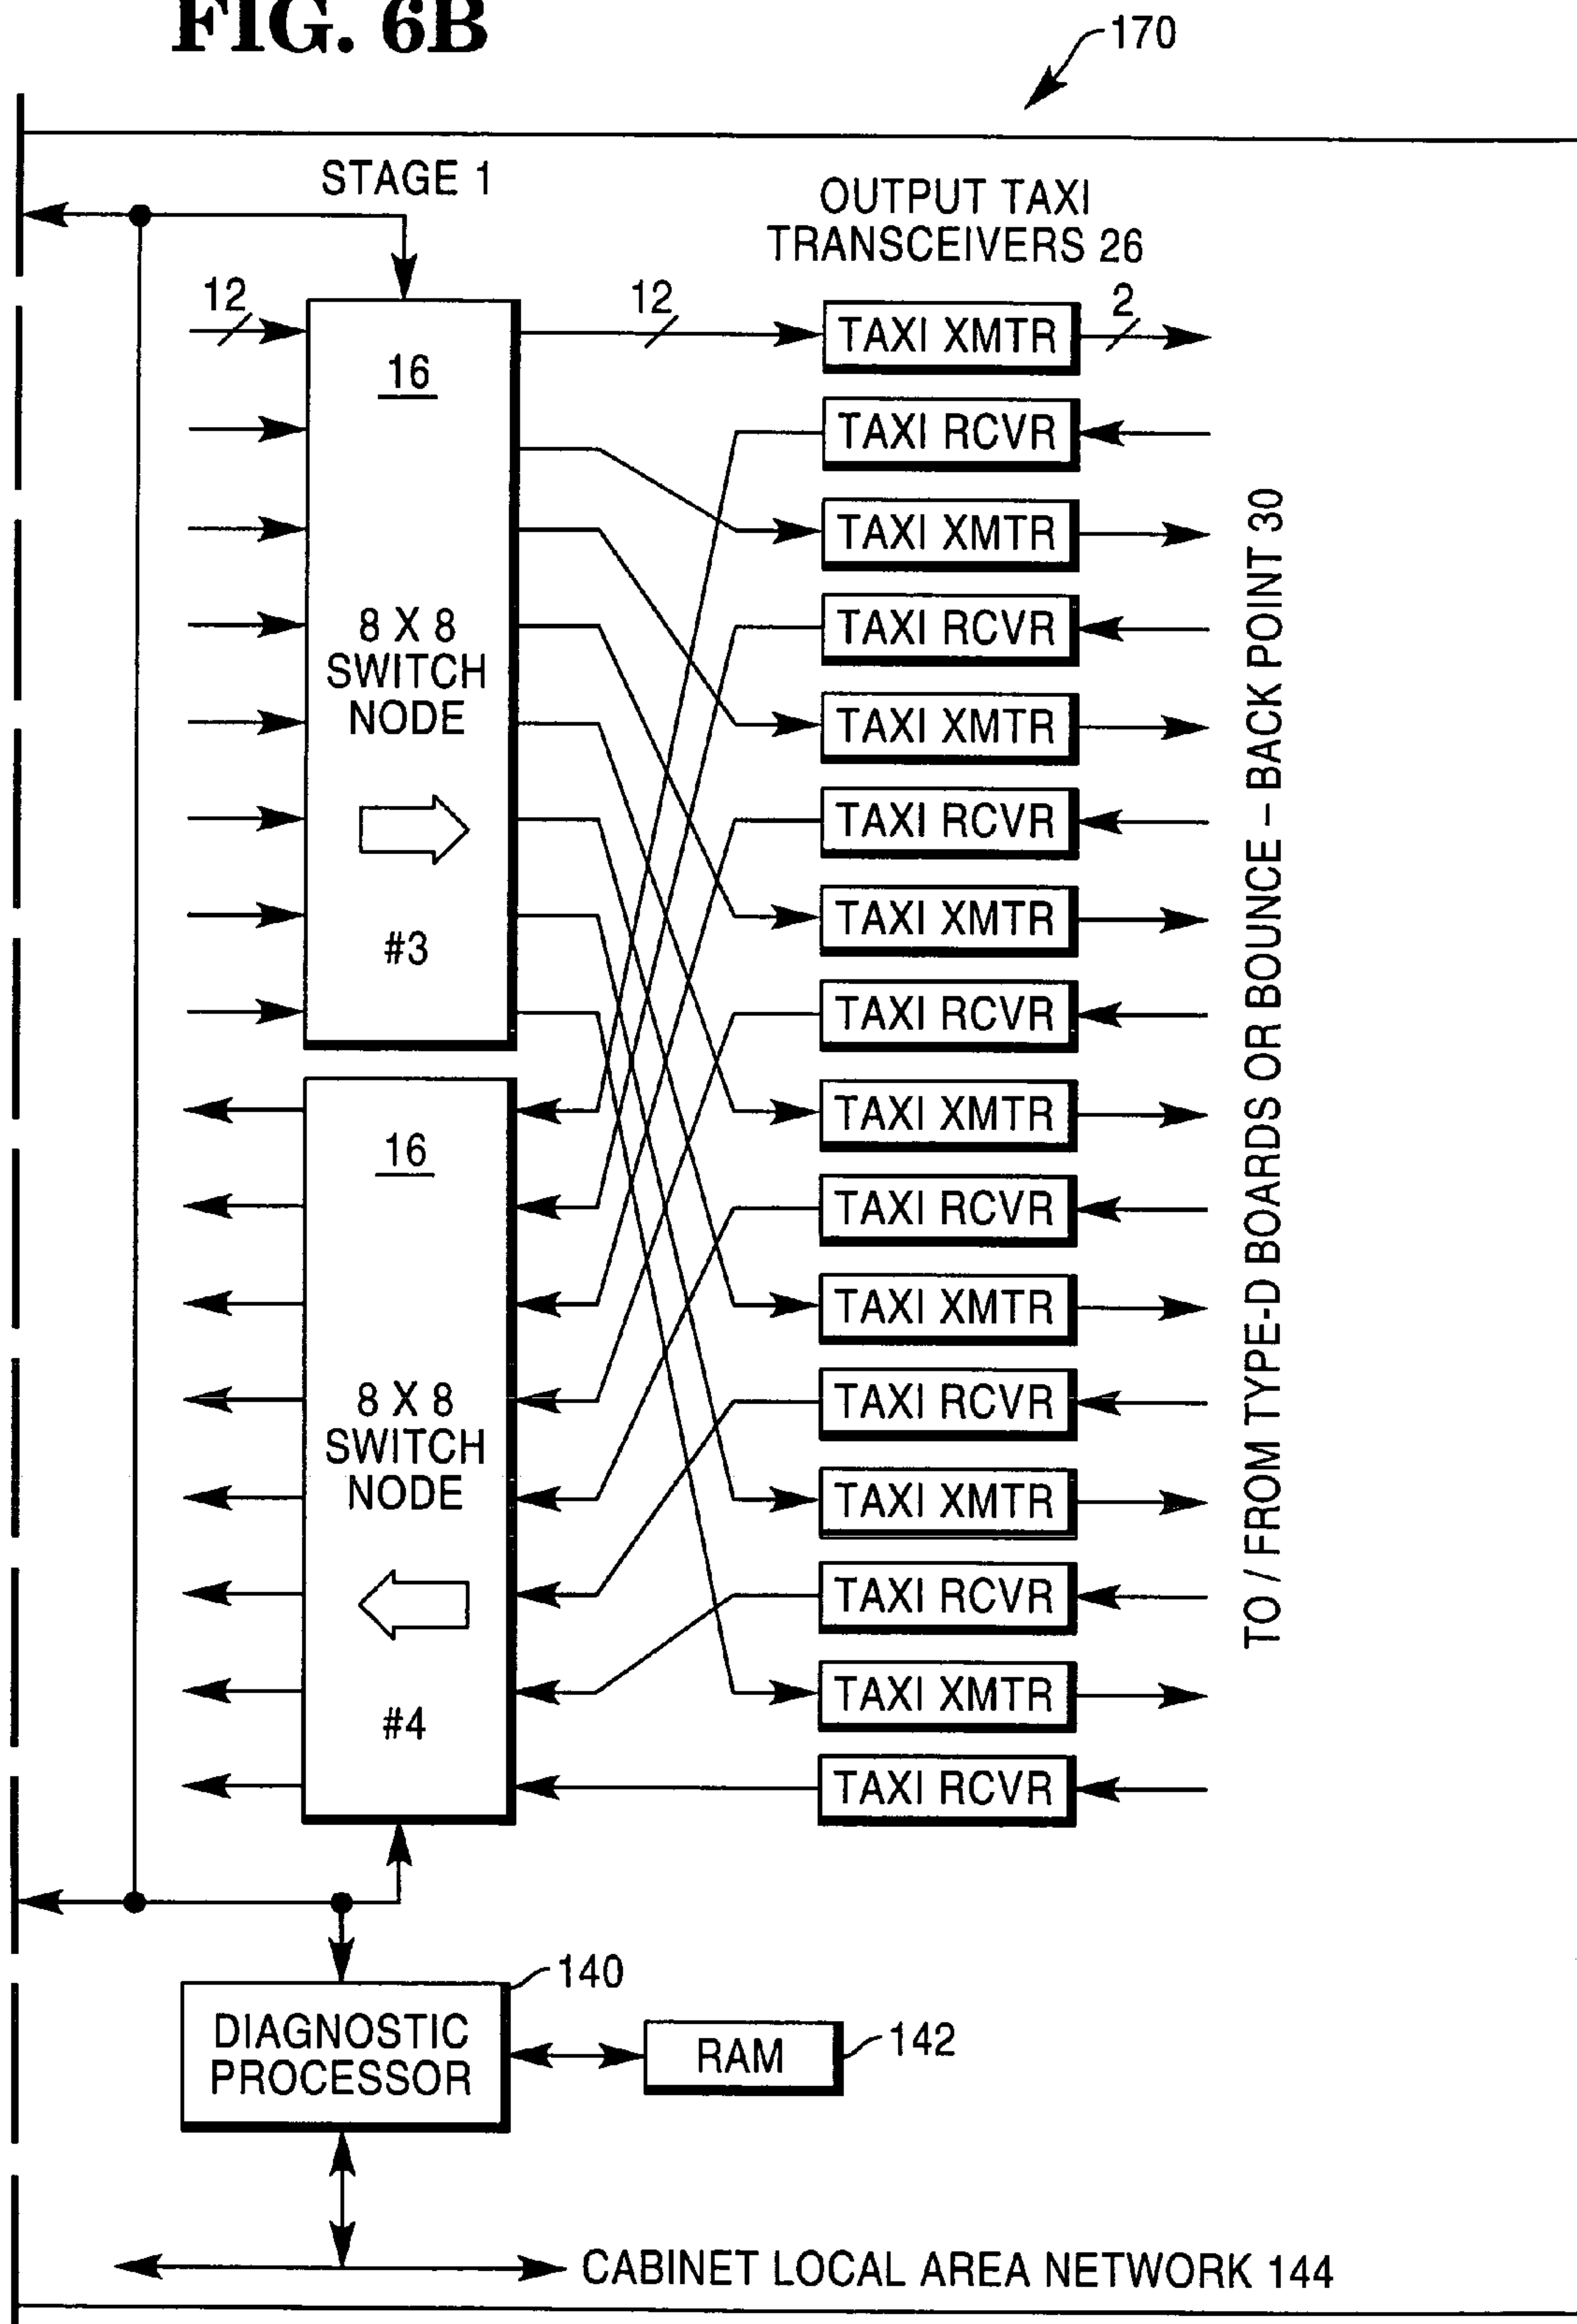 FIG. 6B
170
STAGE 1
OUTPUT TAXI
TRANSCEIVERS 26
12
12
2
16
8 X 8
SWITCH
NODE
#3
16
8 X 8
SWITCH
NODE
#4
TAXI XMTR
TAXI RCVR
TAXI XMTR
TAXI RCVR
TAXI XMTR
TAXI RCVR
TAXI XMTR
TAXI RCVR
TAXI XMTR
TAXI RCVR
TAXI XMTR
TAXI RCVR
TAXI XMTR
TAXI RCVR
TAXI XMTR
TAXI RCVR
TO / FROM TYPE-D BOARDS OR BOUNCE – BACK POINT 30
140
DIAGNOSTIC
PROCESSOR
RAM
142
CABINET LOCAL AREA NETWORK 144